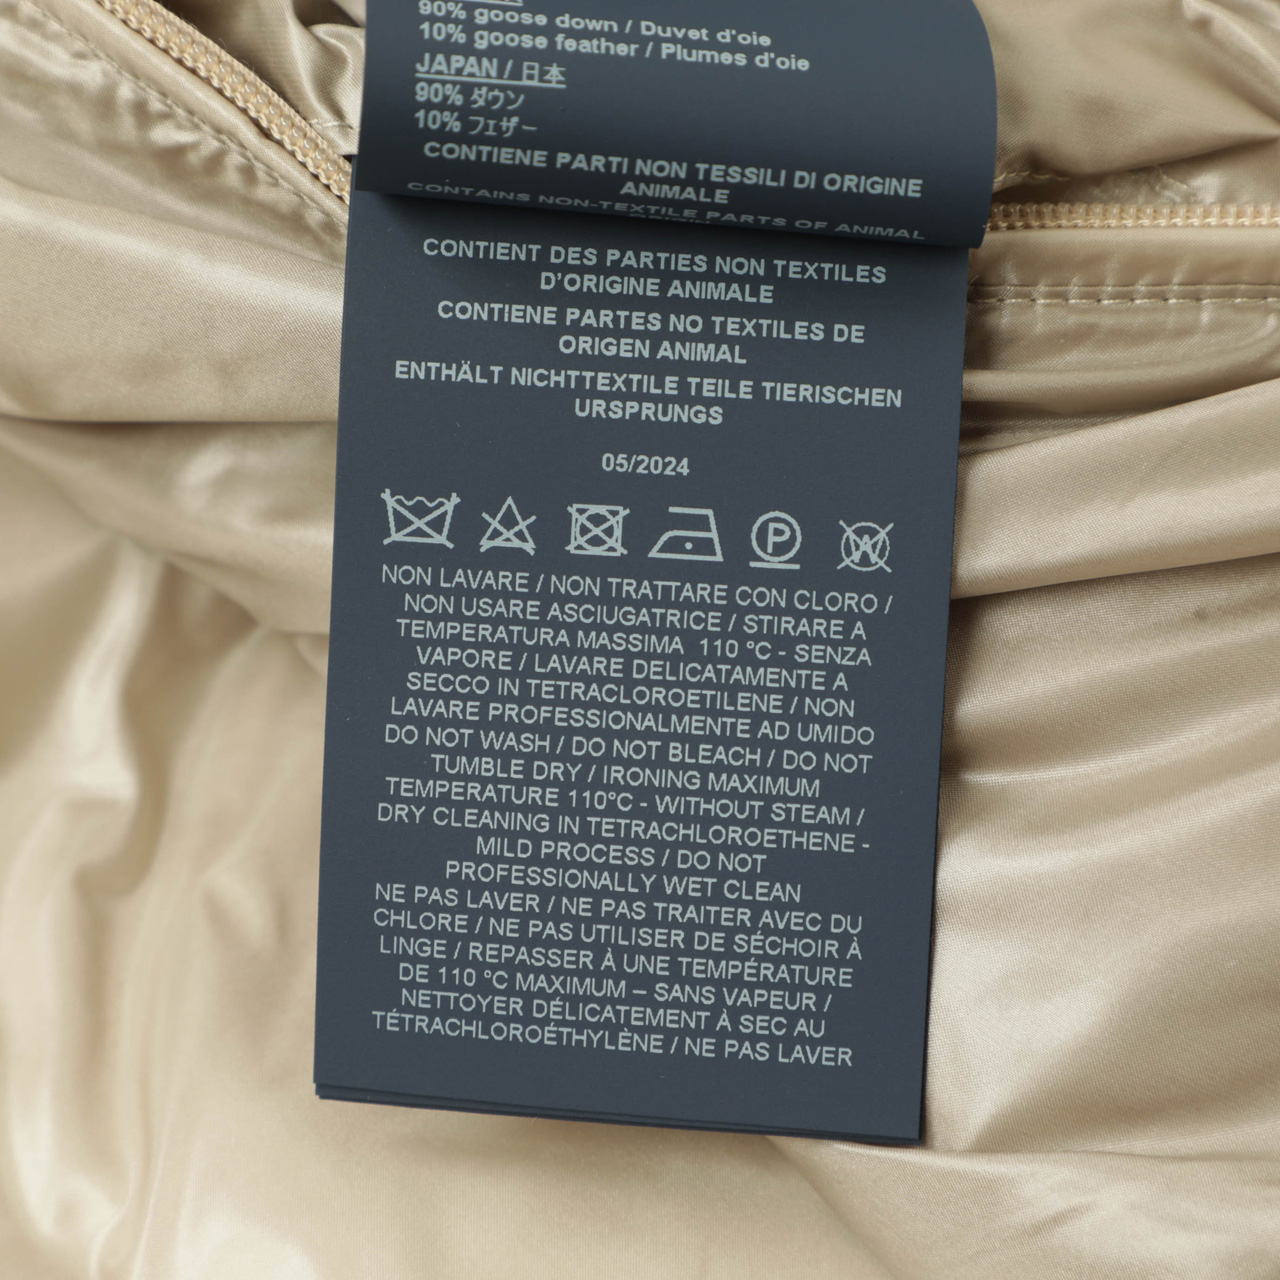 90% goose down / Duvet d'oie
10% goose feather / Plumes d'oie
JAPAN / 日本
90% ダウン
10% フェザー
CONTIENE PARTI NON TESSILI DI ORIGINE
ANIMALE
CONTAINS NON-TEXTILE PARTS OF ANIMAL
CONTIENT DES PARTIES NON TEXTILES
D'ORIGINE ANIMALE
CONTIENE PARTES NO TEXTILES DE
ORIGEN ANIMAL
ENTHÄLT NICHTTEXTILE TEILE TIERISCHEN
URSPRUNGS
05/2024
P
W
NON LAVARE / NON TRATTARE CON CLORO /
NON USARE ASCIUGATRICE / STIRARE A
TEMPERATURA MASSIMA 110 °C - SENZA
VAPORE / LAVARE DELICATAMENTE A
SECCO IN TETRACLOROETILENE / NON
LAVARE PROFESSIONALMENTE AD UMIDO
DO NOT WASH / DO NOT BLEACH / DO NOT
TUMBLE DRY / IRONING MAXIMUM
TEMPERATURE 110°C - WITHOUT STEAM /
DRY CLEANING IN TETRACHLOROETHENE -
MILD PROCESS / DO NOT
PROFESSIONALLY WET CLEAN
NE PAS LAVER / NE PAS TRAITER AVEC DU
CHLORE / NE PAS UTILISER DE SÉCHOIR À
LINGE / REPASSER À UNE TEMPÉRATURE
DE 110 °C MAXIMUM – SANS VAPEUR /
NETTOYER DÉLICATEMENT À SEC AU
TÉTRACHLOROÉTHYLÈNE / NE PAS LAVER